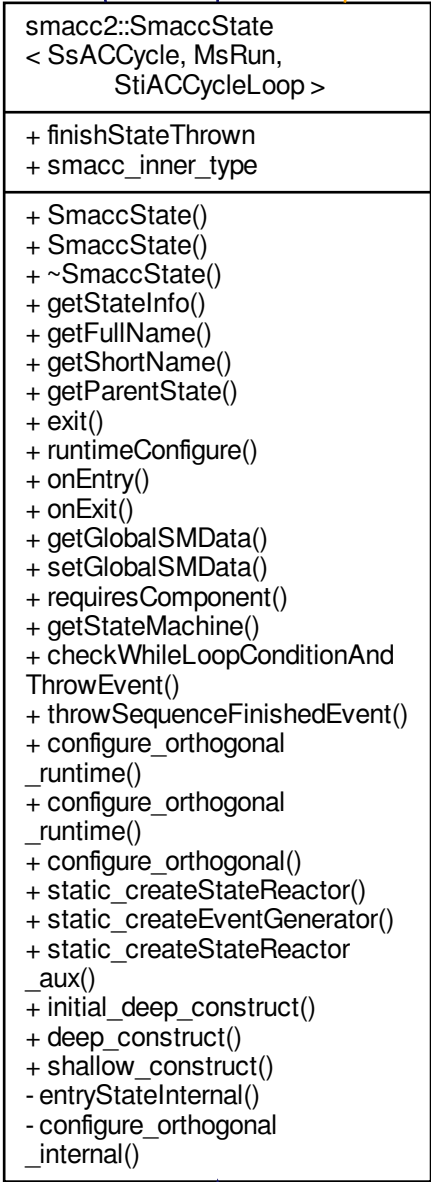 smacc2::SmaccState
< SsACCycle, MsRun,
StiACCycleLoop >
+ finishStateThrown
+ smacc_inner_type
+ SmaccState()
+ SmaccState()
+ ~SmaccState()
+ getStateInfo()
+ getFullName()
+ getShortName()
+ getParentState()
+ exit()
+ runtimeConfigure()
+ onEntry()
+ onExit()
+ getGlobalSMData()
+ setGlobalSMData()
+ requiresComponent()
+ getStateMachine()
+ checkWhileLoopConditionAnd
ThrowEvent()
+ throwSequenceFinishedEvent()
+ configure_orthogonal
_runtime()
+ configure_orthogonal
_runtime()
+ configure_orthogonal()
+ static_createStateReactor()
+ static_createEventGenerator()
+ static_createStateReactor
_aux()
+ initial_deep_construct()
+ deep_construct()
+ shallow_construct()
- entryStateInternal()
- configure_orthogonal
_internal()